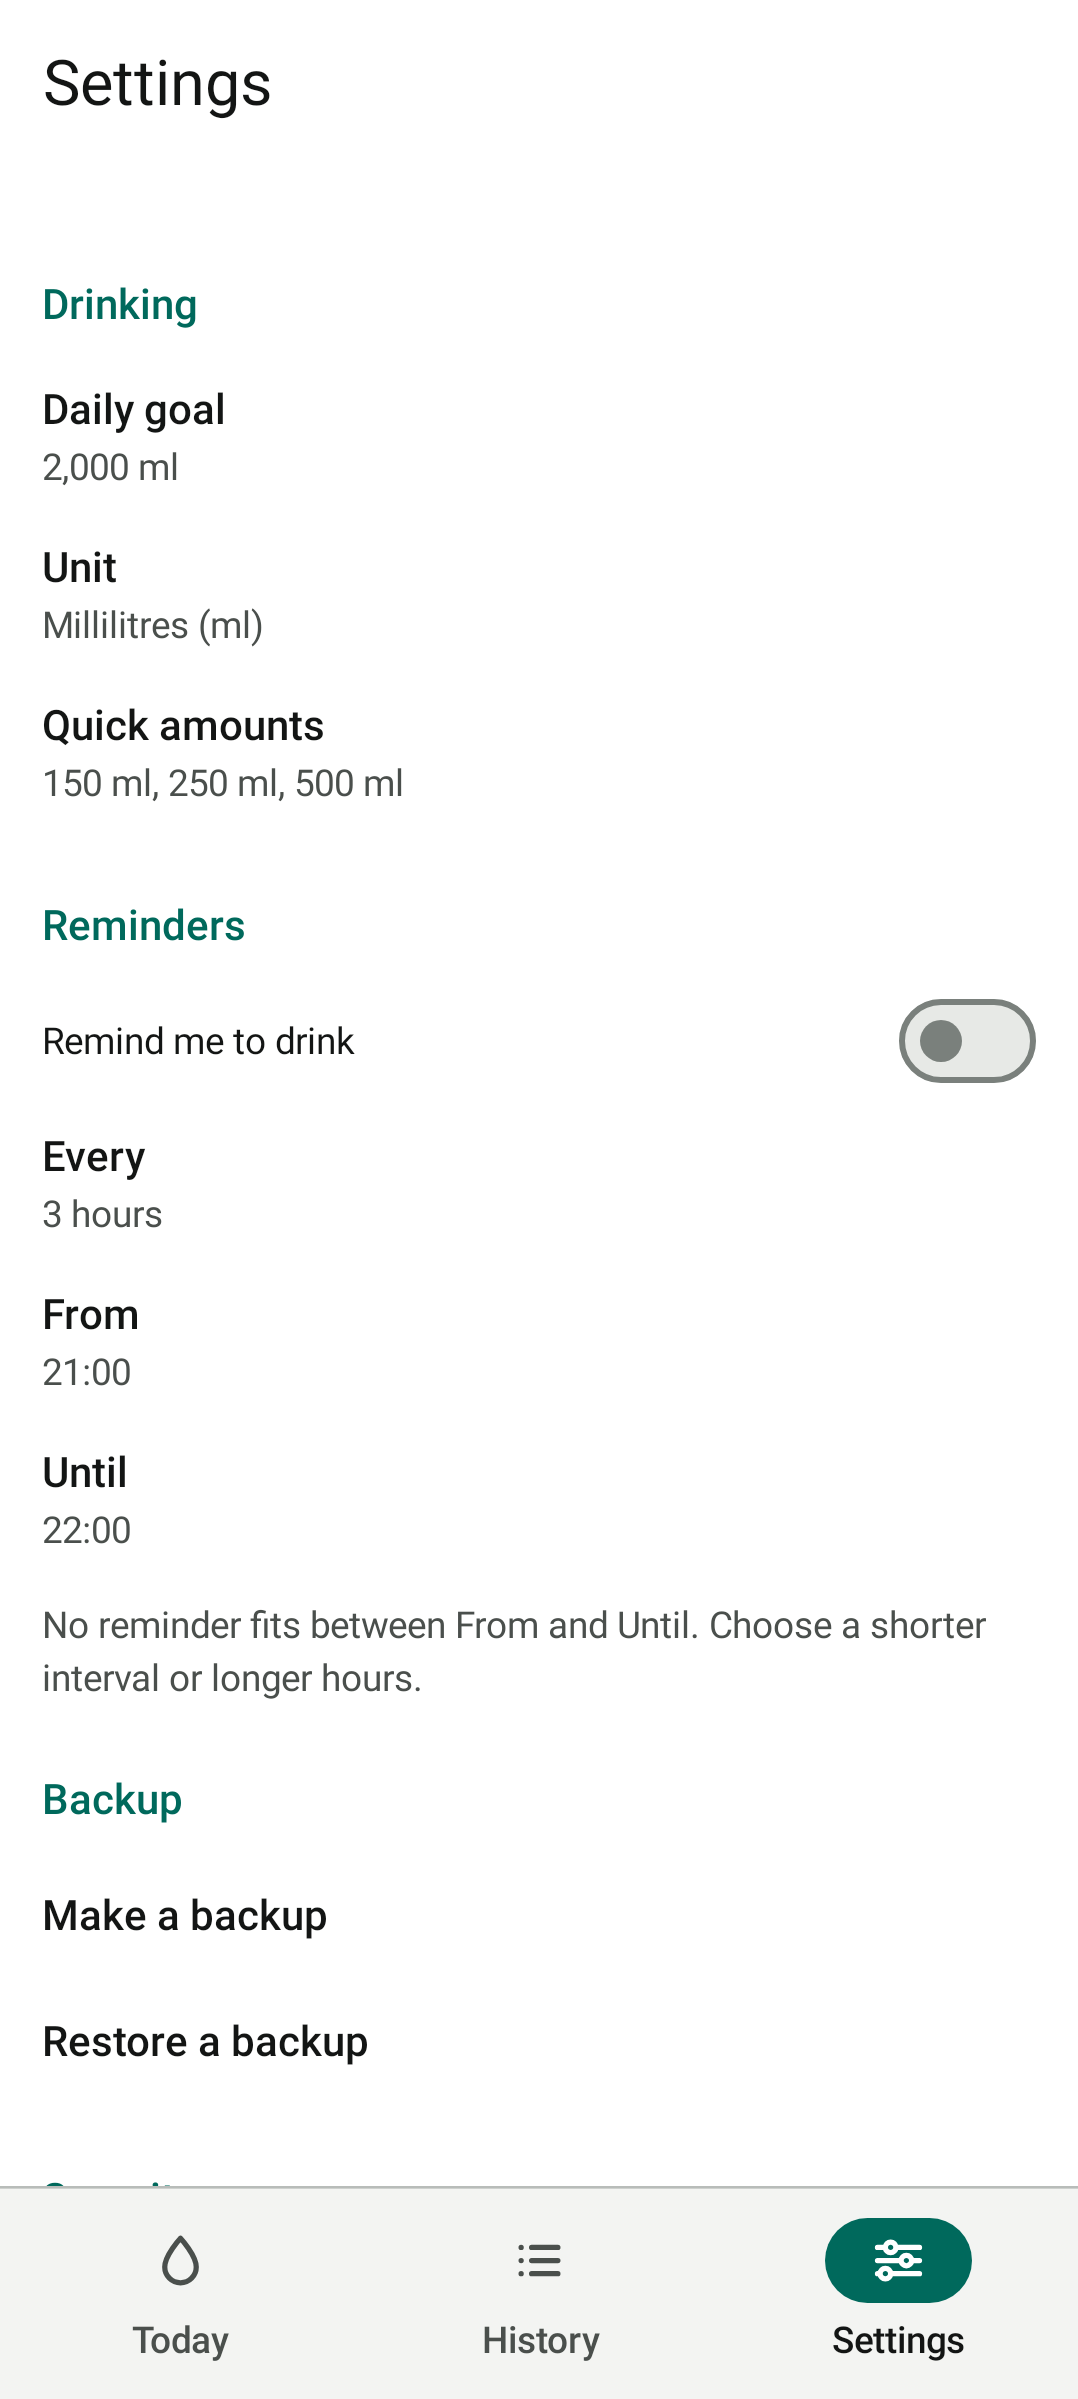 Settings
Drinking
Daily goal
2,000 ml
Unit
Millilitres (ml)
Quick amounts
150 ml, 250 ml, 500 ml
Reminders
Remind me to drink
Every
3 hours
From
21:00
Until
22:00
No reminder fits between From and Until. Choose a shorter
interval or longer hours.
Backup
Make a backup
Restore a backup
Today
History
Settings